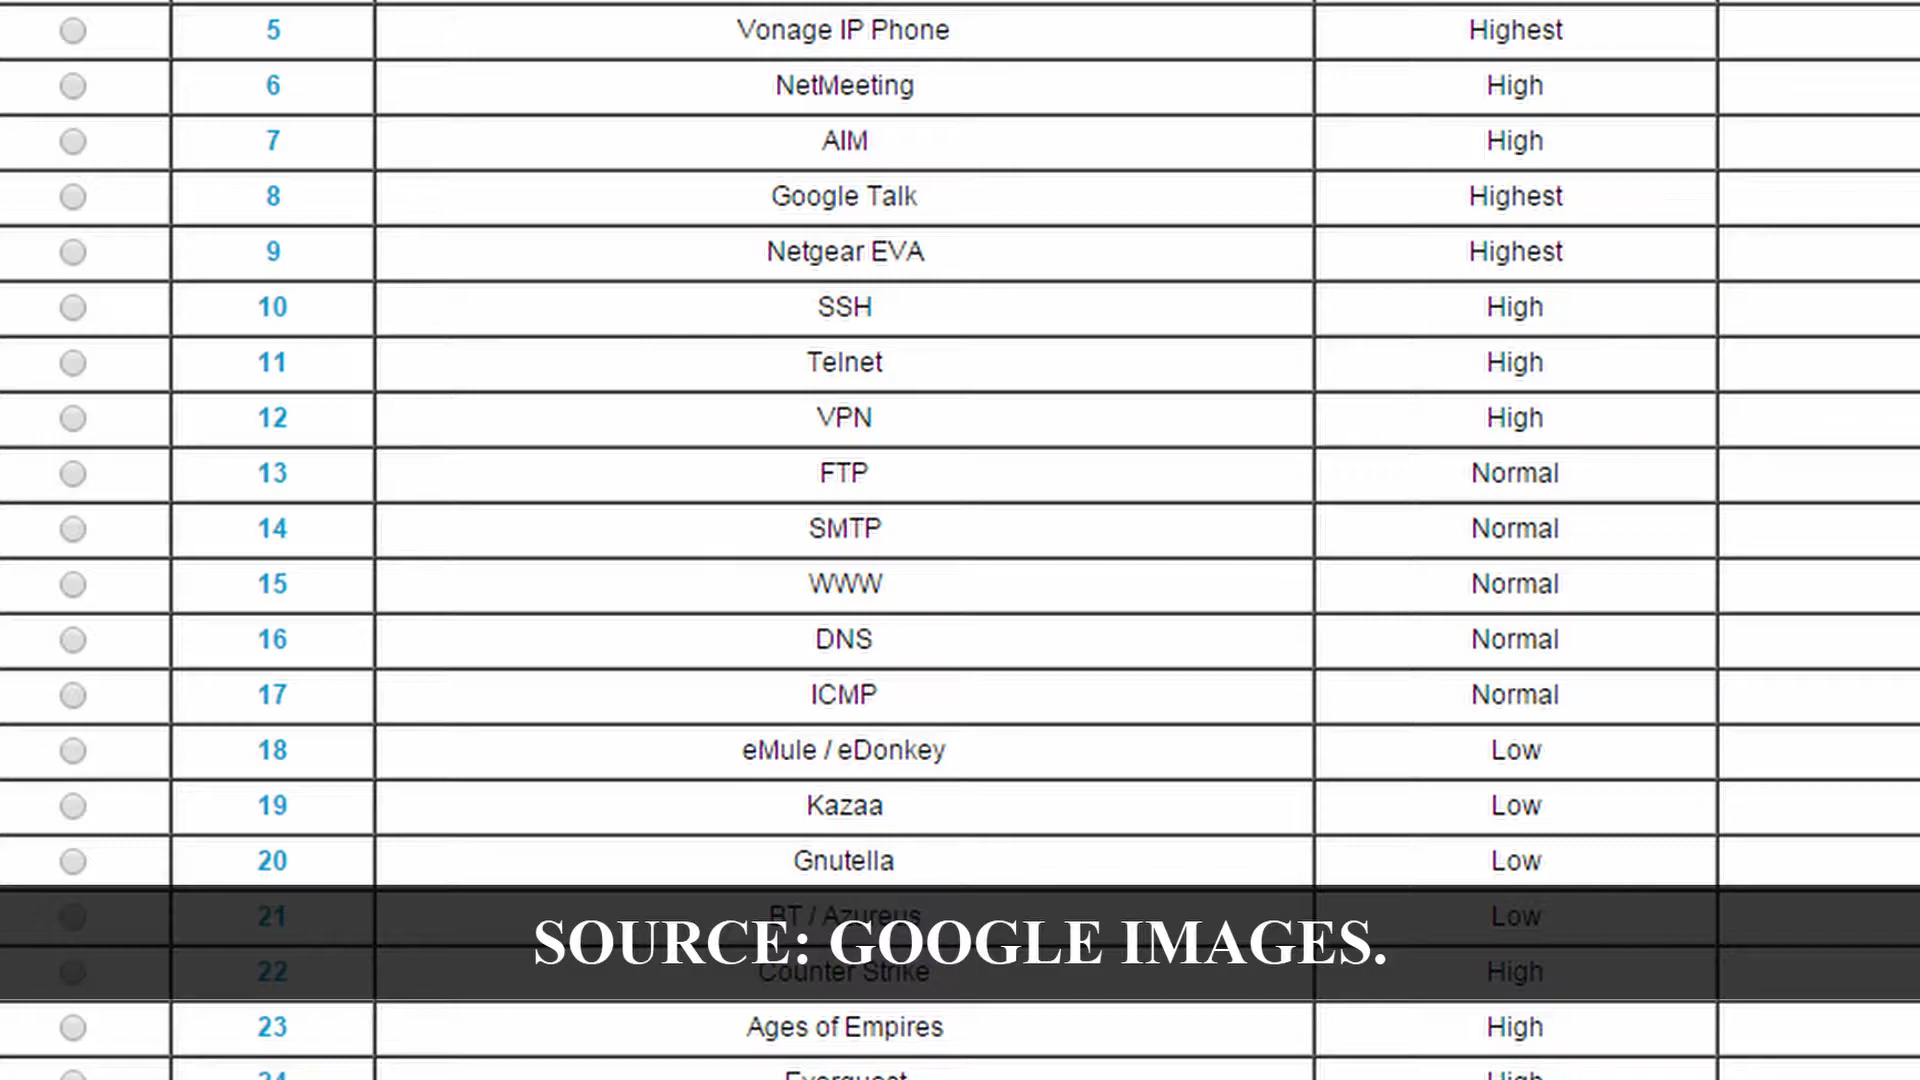 5 Vonage IP Phone Highest
6 NetMeeting High
7 AIM High
8 Google Talk Highest
9 Netgear EVA Highest
10 SSH High
11 Telnet High
12 VPN High
13 FTP Normal
14 SMTP Normal
15 WWW Normal
16 DNS Normal
17 ICMP Normal
18 eMule / eDonkey Low
19 Kazaa Low
20 Gnutella Low
21 BT / Azureus Low
SOURCE: GOOGLE IMAGES.
22 Counter Strike High
23 Ages of Empires High
24 Everquest High